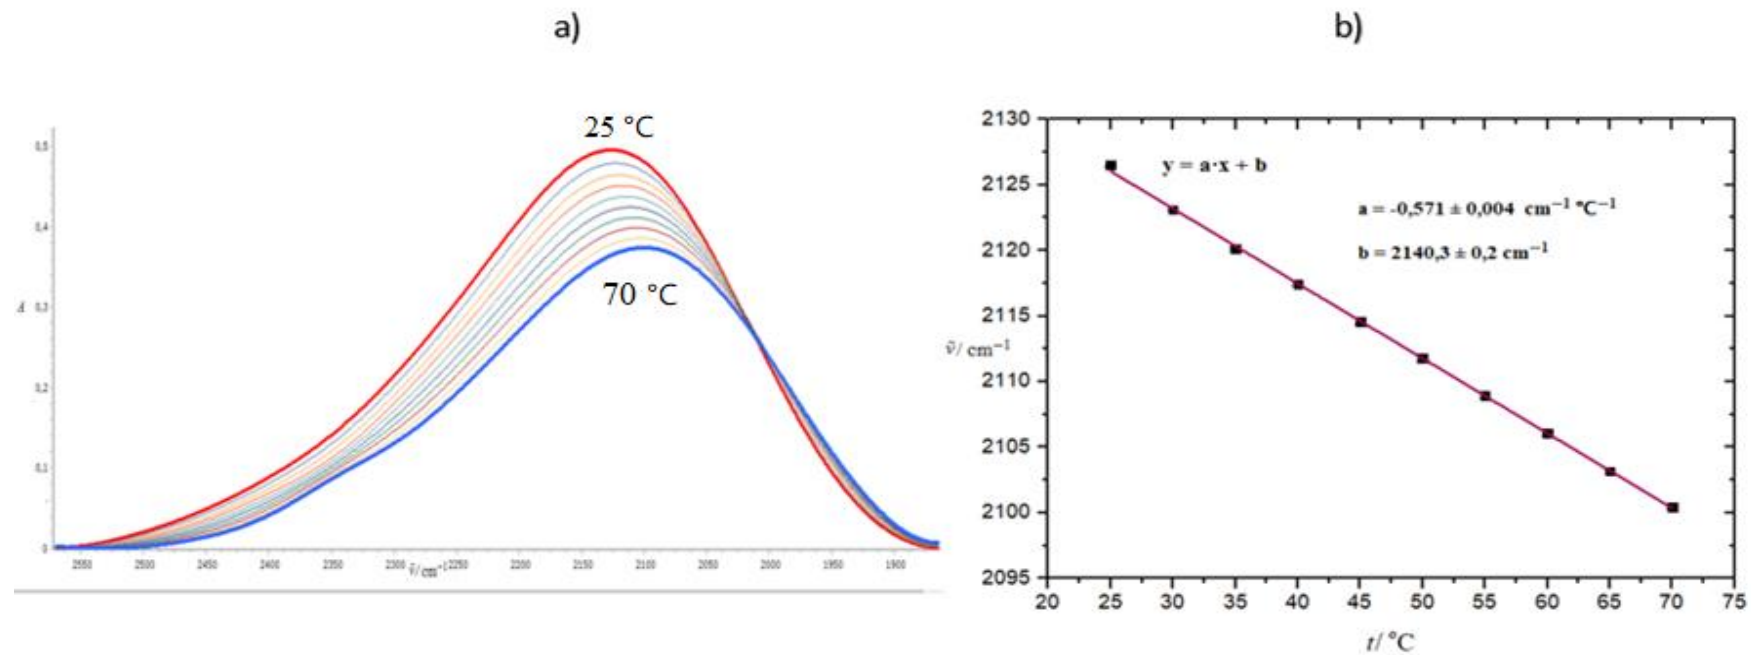 a)
25 °C
70 °C
0,5
0,4
0,3
0,2
0,1
0
2550 2500 2450 2400 2350 2300 2250 2200 2150 2100 2050 2000 1950 1900
ṽ/cm⁻¹
b)
y = a·x + b
a = -0,571 ± 0,004 cm⁻¹ °C⁻¹
b = 2140,3 ± 0,2 cm⁻¹
2130
2125
2120
2115
2110
2105
2100
2095
ṽ/ cm⁻¹
20 25 30 35 40 45 50 55 60 65 70 75
t/ °C